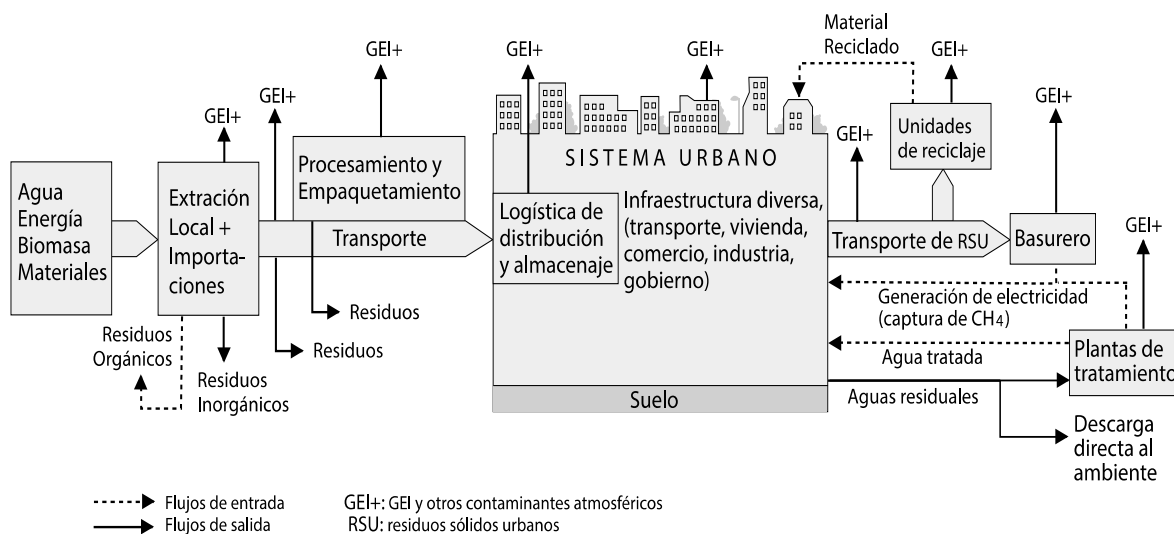 Material
Reciclado
GEI+
GEI+
GEI+
GEI+
GEI+
GEI+
GEI+
GEI+
GEI+
Agua
Energía
Biomasa
Materiales
Extración
Local +
Importa-
ciones
Procesamiento y
Empaquetamiento
Transporte
SISTEMA URBANO
Logística de
distribución
y almacenaje
Infraestructura diversa,
(transporte, vivienda,
comercio, industria,
gobierno)
Suelo
Unidades
de reciclaje
Transporte de RSU
Basurero
Generación de electricidad
(captura de CH4)
Agua tratada
Aguas residuales
Plantas de
tratamiento
Descarga
directa al
ambiente
Residuos
Residuos
Residuos
Orgánicos
Residuos
Inorgánicos
Flujos de entrada
Flujos de salida
GEI+: GEI y otros contaminantes atmosféricos
RSU: residuos sólidos urbanos